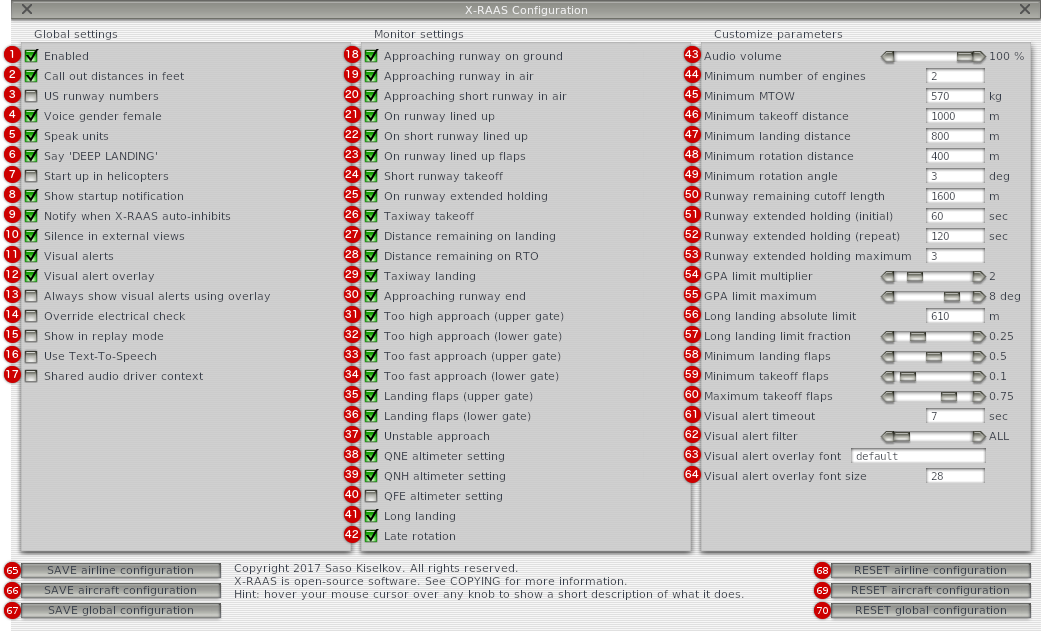 X-RAAS Configuration
Global settings
1 Enabled
2 Call out distances in feet
3 US runway numbers
4 Voice gender female
5 Speak units
6 Say 'DEEP LANDING'
7 Start up in helicopters
8 Show startup notification
9 Notify when X-RAAS auto-inhibits
10 Silence in external views
11 Visual alerts
12 Visual alert overlay
13 Always show visual alerts using overlay
14 Override electrical check
15 Show in replay mode
16 Use Text-To-Speech
17 Shared audio driver context
Monitor settings
18 Approaching runway on ground
19 Approaching runway in air
20 Approaching short runway in air
21 On runway lined up
22 On short runway lined up
23 On runway lined up flaps
24 Short runway takeoff
25 On runway extended holding
26 Taxiway takeoff
27 Distance remaining on landing
28 Distance remaining on RTO
29 Taxiway landing
30 Approaching runway end
31 Too high approach (upper gate)
32 Too high approach (lower gate)
33 Too fast approach (upper gate)
34 Too fast approach (lower gate)
35 Landing flaps (upper gate)
36 Landing flaps (lower gate)
37 Unstable approach
38 QNE altimeter setting
39 QNH altimeter setting
40 QFE altimeter setting
41 Long landing
42 Late rotation
Customize parameters
43 Audio volume 100 %
44 Minimum number of engines 2
45 Minimum MTOW 570 kg
46 Minimum takeoff distance 1000 m
47 Minimum landing distance 800 m
48 Minimum rotation distance 400 m
49 Minimum rotation angle 3 deg
50 Runway remaining cutoff length 1600 m
51 Runway extended holding (initial) 60 sec
52 Runway extended holding (repeat) 120 sec
53 Runway extended holding maximum 3
54 GPA limit multiplier 2
55 GPA limit maximum 8 deg
56 Long landing absolute limit 610 m
57 Long landing limit fraction 0.25
58 Minimum landing flaps 0.5
59 Minimum takeoff flaps 0.1
60 Maximum takeoff flaps 0.75
61 Visual alert timeout 7 sec
62 Visual alert filter ALL
63 Visual alert overlay font default
64 Visual alert overlay font size 28
65 SAVE airline configuration
66 SAVE aircraft configuration
67 SAVE global configuration
Copyright 2017 Saso Kiselkov. All rights reserved.
X-RAAS is open-source software. See COPYING for more information.
Hint: hover your mouse cursor over any knob to show a short description of what it does.
68 RESET airline configuration
69 RESET aircraft configuration
70 RESET global configuration